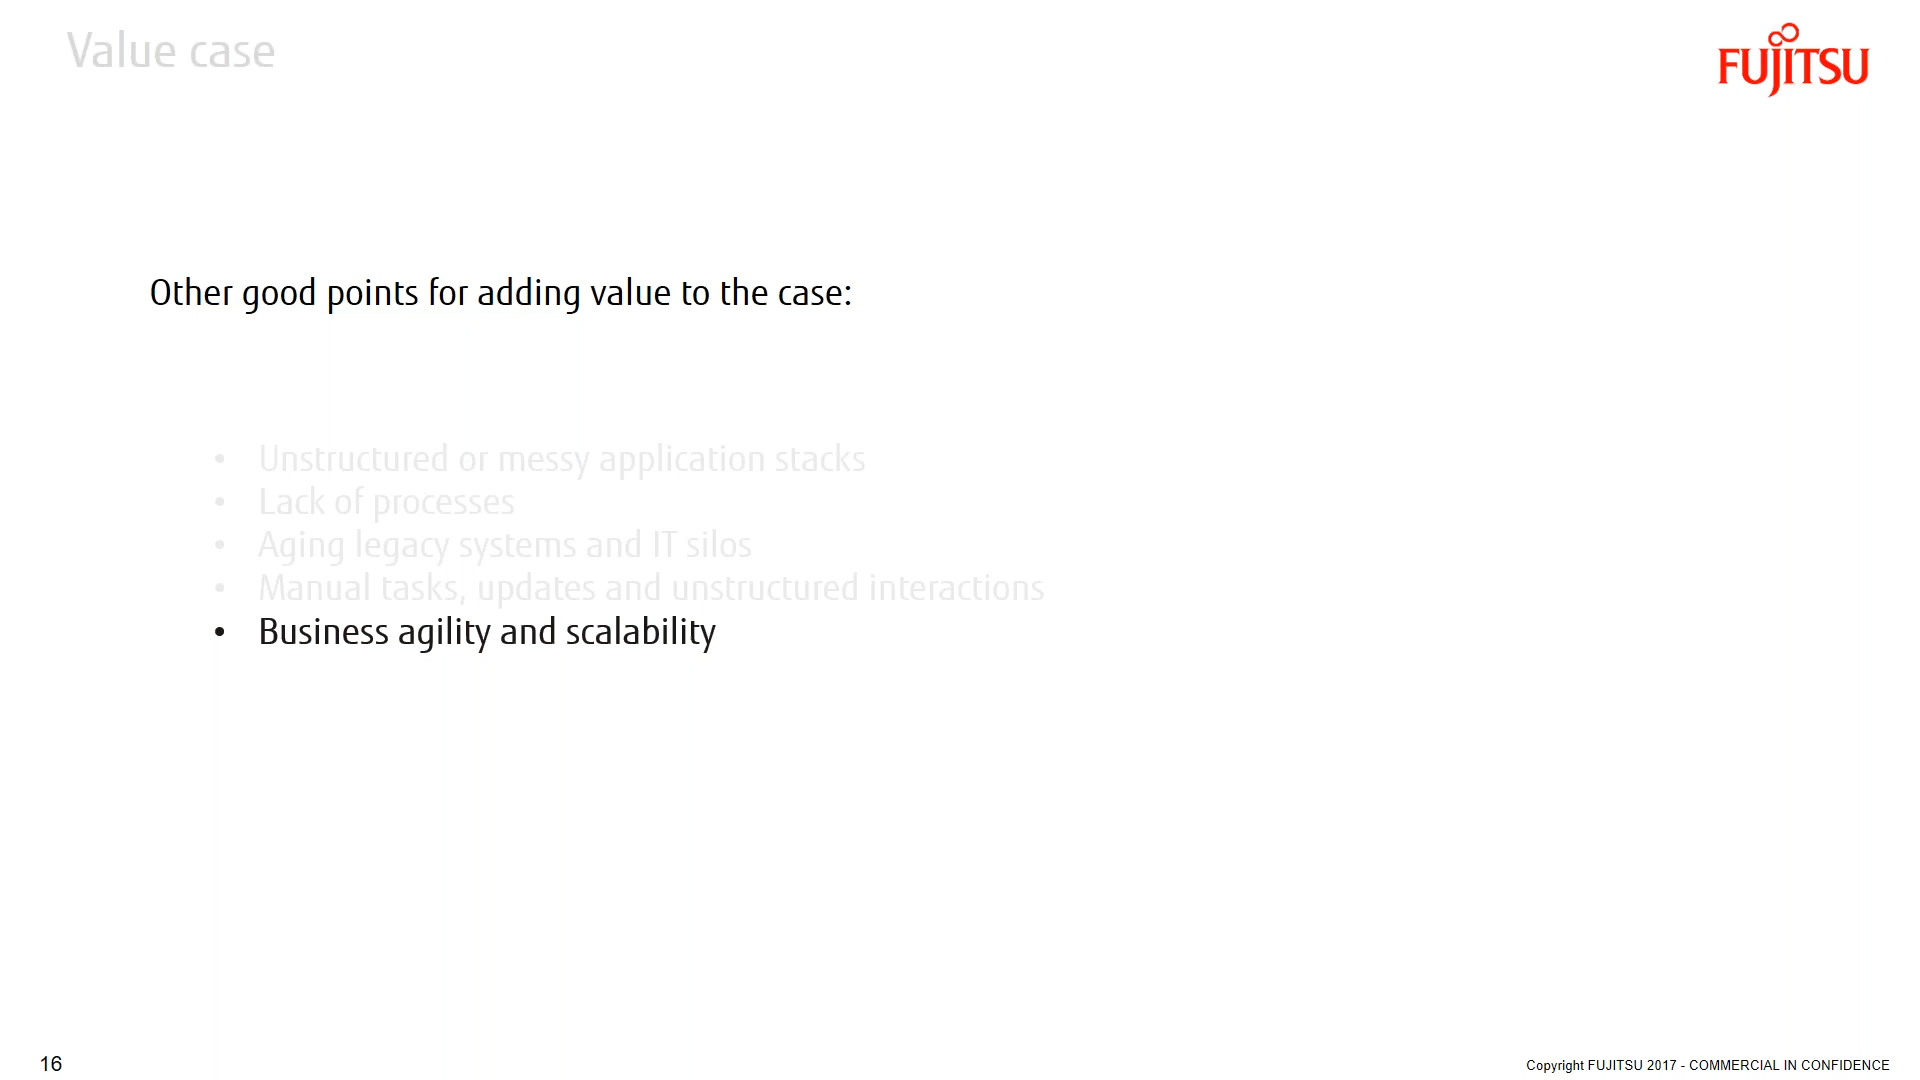 Value case
FUJITSU
Other good points for adding value to the case:
• Unstructured or messy application stacks
• Lack of processes
• Aging legacy systems and IT silos
• Manual tasks, updates and unstructured interactions
• Business agility and scalability
16
Copyright FUJITSU 2017 - COMMERCIAL IN CONFIDENCE